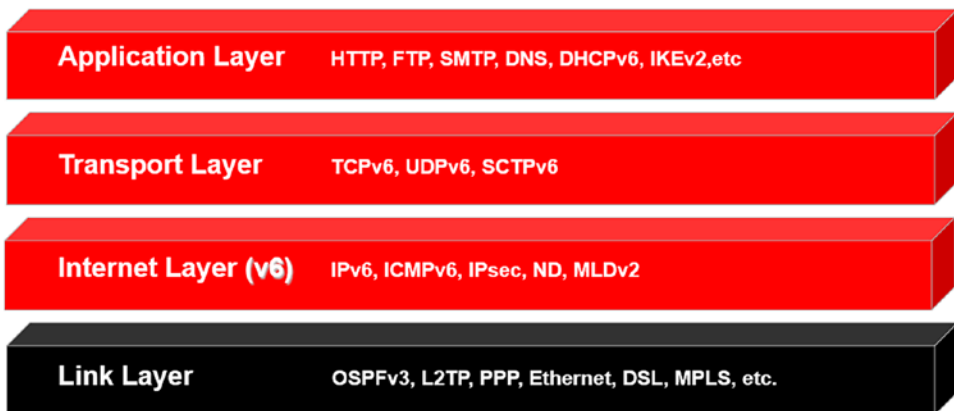 Application Layer HTTP, FTP, SMTP, DNS, DHCPv6, IKEv2,etc
Transport Layer TCPv6, UDPv6, SCTPv6
Internet Layer (v6) IPv6, ICMPv6, IPsec, ND, MLDv2
Link Layer OSPFv3, L2TP, PPP, Ethernet, DSL, MPLS, etc.